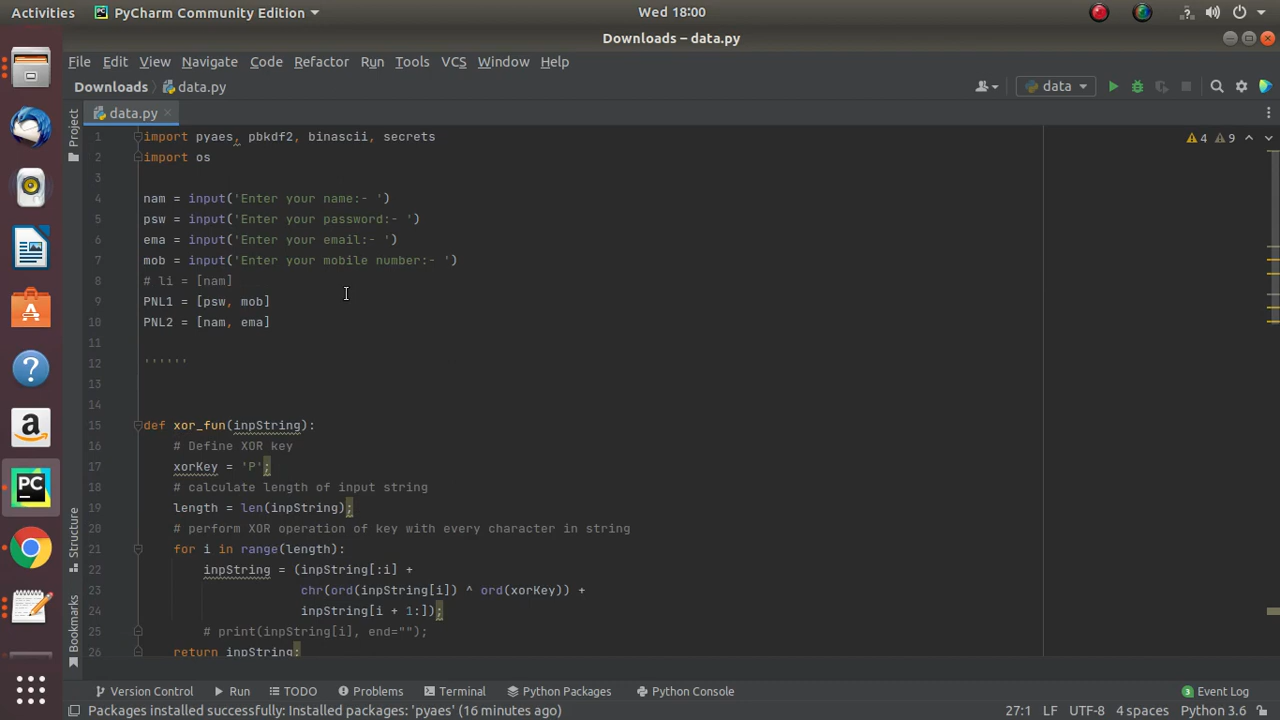 Activities PyCharm Community Edition Wed 18:00
Downloads – data.py
File Edit View Navigate Code Refactor Run Tools VCS Window Help
Downloads data.py data
data.py
Project
1 import pyaes, pbkdf2, binascii, secrets 4 9
2 import os
3
4 nam = input('Enter your name:- ')
5 psw = input('Enter your password:- ')
6 ema = input('Enter your email:- ')
7 mob = input('Enter your mobile number:- ')
8 # li = [nam]
9 PNL1 = [psw, mob]
10 PNL2 = [nam, ema]
11
12 ''''''
13
14
15 def xor_fun(inpString):
16 # Define XOR key
17 xorKey = 'P';
18 # calculate length of input string
19 length = len(inpString);
20 # perform XOR operation of key with every character in string
21 for i in range(length):
22 inpString = (inpString[:i] +
23 chr(ord(inpString[i]) ^ ord(xorKey)) +
24 inpString[i + 1:]);
25 # print(inpString[i], end="");
26 return inpString;
Structure
Bookmarks
Version Control Run TODO Problems Terminal Python Packages Python Console 3 Event Log
Packages installed successfully: Installed packages: 'pyaes' (16 minutes ago) 27:1 LF UTF-8 4 spaces Python 3.6